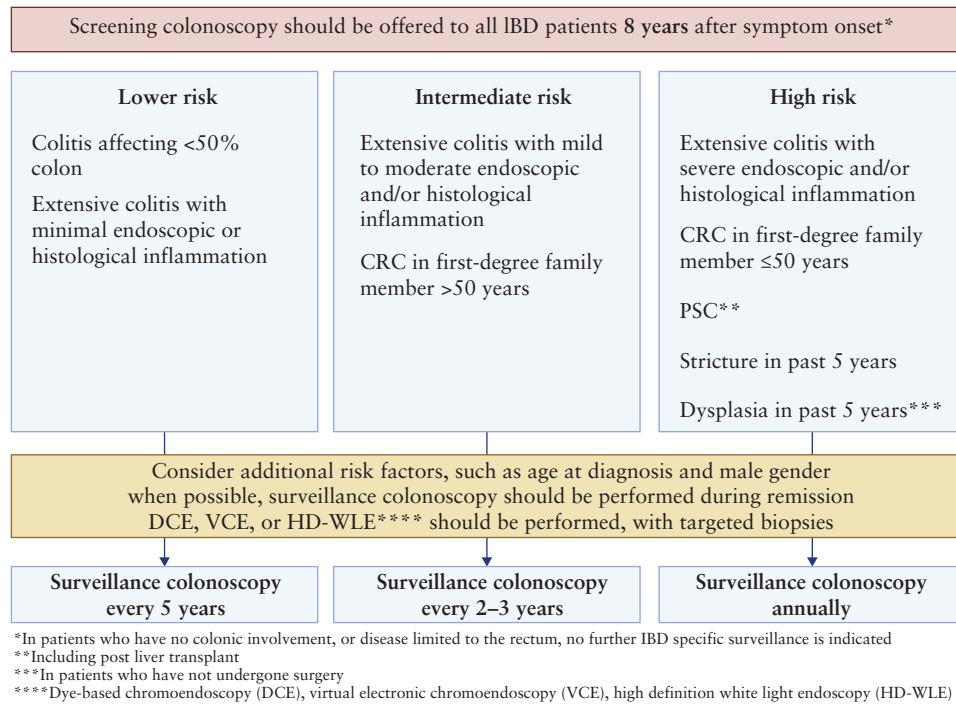 Screening colonoscopy should be offered to all IBD patients 8 years after symptom onset*
Lower risk
Colitis affecting <50%
colon
Extensive colitis with
minimal endoscopic or
histological inflammation
Intermediate risk
Extensive colitis with mild
to moderate endoscopic
and/or histological
inflammation
CRC in first-degree family
member >50 years
High risk
Extensive colitis with
severe endoscopic and/or
histological inflammation
CRC in first-degree family
member ≤50 years
PSC**
Stricture in past 5 years
Dysplasia in past 5 years***
Consider additional risk factors, such as age at diagnosis and male gender
when possible, surveillance colonoscopy should be performed during remission
DCE, VCE, or HD-WLE**** should be performed, with targeted biopsies
Surveillance colonoscopy
every 5 years
Surveillance colonoscopy
every 2–3 years
Surveillance colonoscopy
annually
*In patients who have no colonic involvement, or disease limited to the rectum, no further IBD specific surveillance is indicated
**Including post liver transplant
***In patients who have not undergone surgery
****Dye-based chromoendoscopy (DCE), virtual electronic chromoendoscopy (VCE), high definition white light endoscopy (HD-WLE)